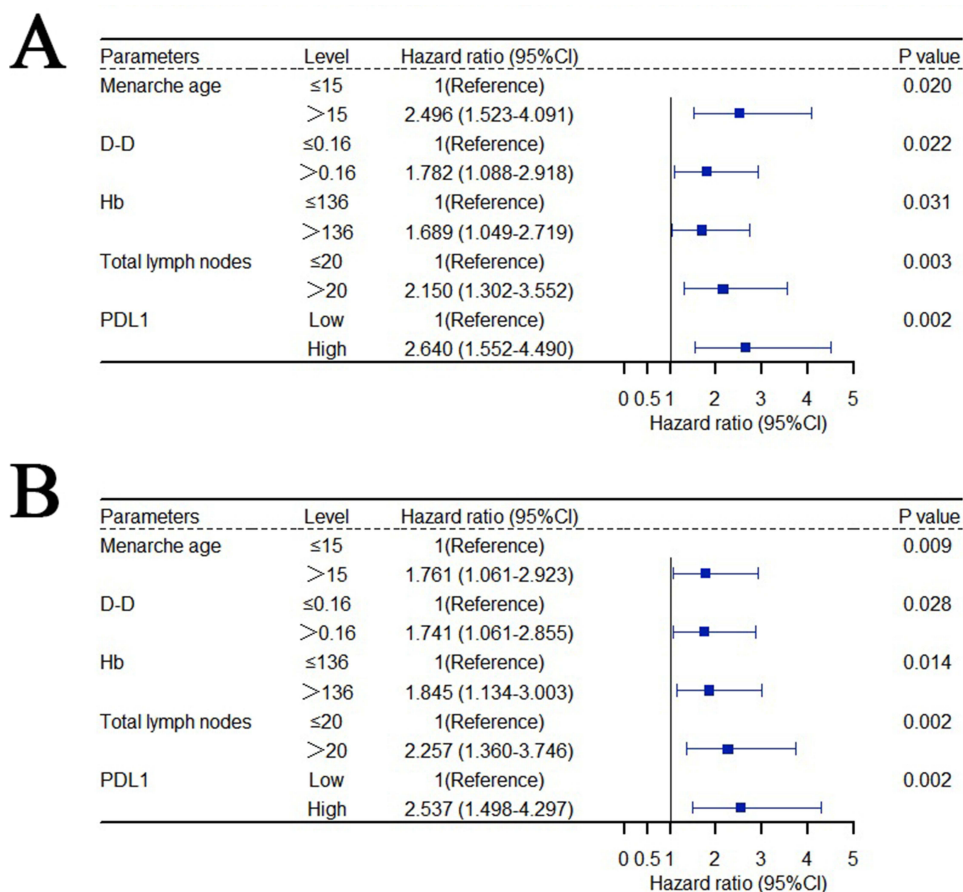 A
Parameters Level Hazard ratio (95%CI) P value
Menarche age ≤15 1(Reference) 0.020
>15 2.496 (1.523-4.091)
D-D ≤0.16 1(Reference) 0.022
>0.16 1.782 (1.088-2.918)
Hb ≤136 1(Reference) 0.031
>136 1.689 (1.049-2.719)
Total lymph nodes ≤20 1(Reference) 0.003
>20 2.150 (1.302-3.552)
PDL1 Low 1(Reference) 0.002
High 2.640 (1.552-4.490)
0 0.5 1 2 3 4 5
Hazard ratio (95%CI)
B
Parameters Level Hazard ratio (95%CI) P value
Menarche age ≤15 1(Reference) 0.009
>15 1.761 (1.061-2.923)
D-D ≤0.16 1(Reference) 0.028
>0.16 1.741 (1.061-2.855)
Hb ≤136 1(Reference) 0.014
>136 1.845 (1.134-3.003)
Total lymph nodes ≤20 1(Reference) 0.002
>20 2.257 (1.360-3.746)
PDL1 Low 1(Reference) 0.002
High 2.537 (1.498-4.297)
0 0.5 1 2 3 4 5
Hazard ratio (95%CI)